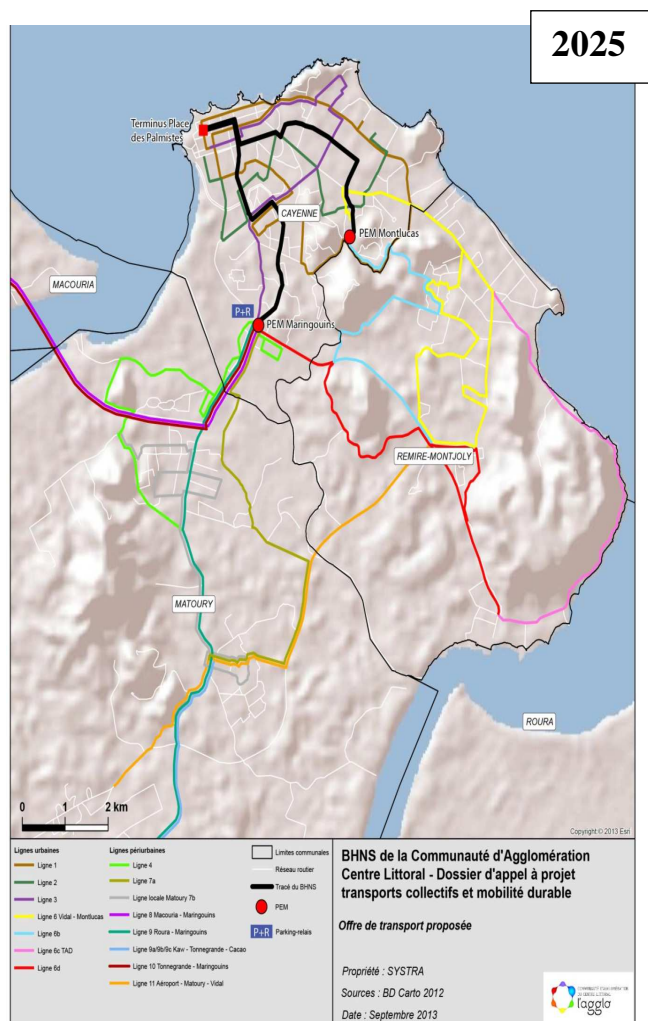 2025
Terminus Place
des Palmistes
CAYENNE
PEM Montlucas
MACOURIA
P+R
PEM Maringouins
REMIRE-MONTJOLY
MATOURY
ROURA
0 1 2 km
Copyright © 2013 Esri
Lignes urbaines
Ligne 1
Ligne 2
Ligne 3
Ligne 6 Vidal - Montlucas
Ligne 6b
Ligne 6c TAD
Ligne 6d
Lignes périurbaines
Ligne 4
Ligne 7a
Ligne locale Matoury 7b
Ligne 8 Macouria - Maringouins
Ligne 9 Roura - Maringouins
Ligne 9a/9b/9c Kaw - Tonnegrande - Cacao
Ligne 10 Tonnegrande - Maringouins
Ligne 11 Aéroport - Matoury - Vidal
Limites communales
Réseau routier
Tracé du BHNS
PEM
P+R Parking-relais
BHNS de la Communauté d'Agglomération
Centre Littoral - Dossier d'appel à projet
transports collectifs et mobilité durable
Offre de transport proposée
Propriété : SYSTRA
Sources : BD Carto 2012
Date : Septembre 2013
l'agglo